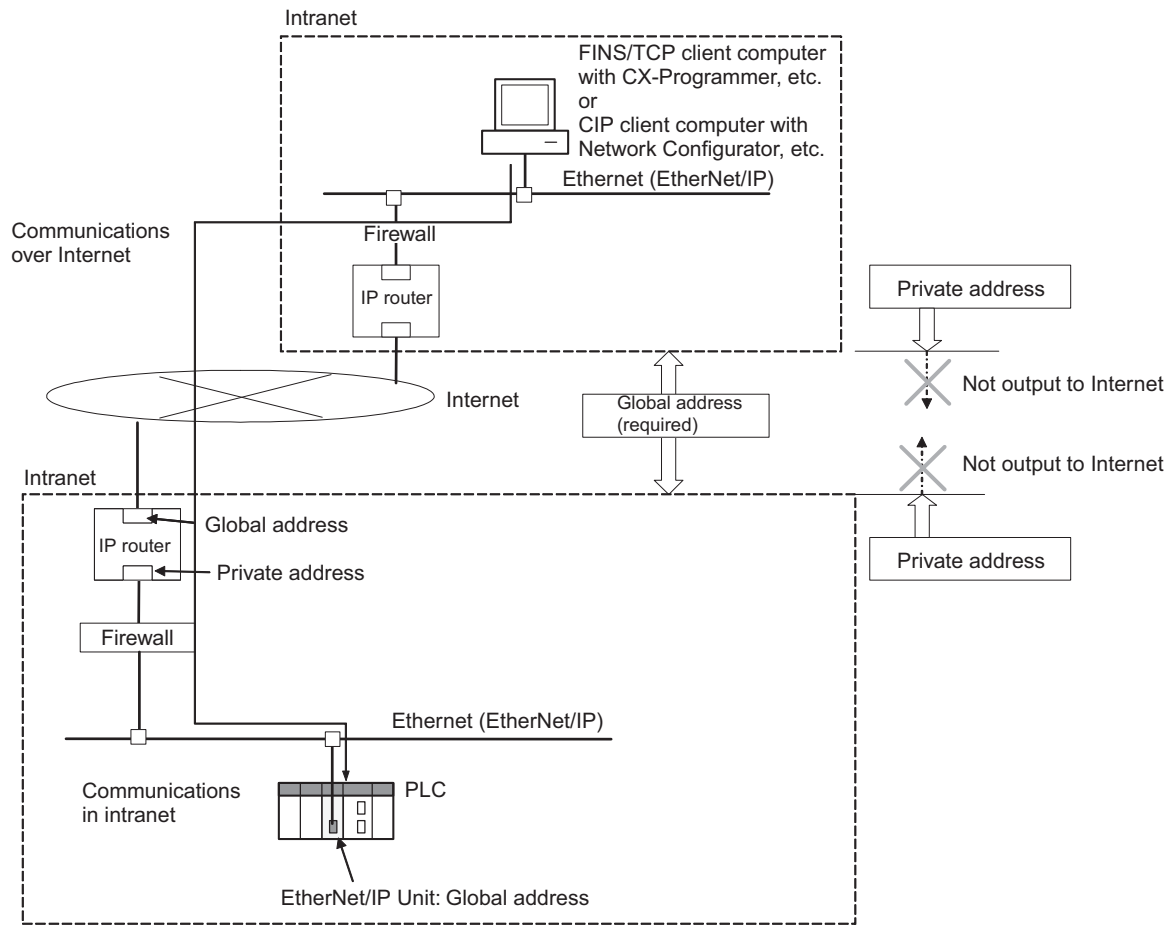 Intranet
FINS/TCP client computer
with CX-Programmer, etc.
or
CIP client computer with
Network Configurator, etc.
Ethernet (EtherNet/IP)
Communications
over Internet
Firewall
IP router
Private address
Not output to Internet
Internet
Global address
(required)
Not output to Internet
Private address
Intranet
Global address
IP router
Private address
Firewall
Ethernet (EtherNet/IP)
Communications
in intranet
PLC
EtherNet/IP Unit: Global address